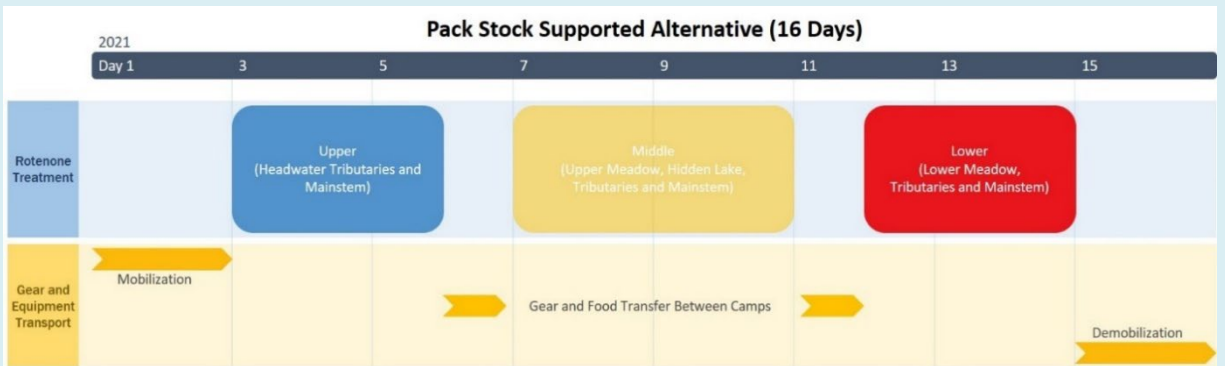 Pack Stock Supported Alternative (16 Days)
2021
Day 1 3 5 7 9 11 13 15
Rotenone
Treatment
Upper
(Headwater Tributaries and
Mainstem)
Middle
(Upper Meadow, Hidden Lake,
Tributaries and Mainstem)
Lower
(Lower Meadow,
Tributaries and Mainstem)
Gear and
Equipment
Transport
Mobilization
Gear and Food Transfer Between Camps
Demobilization